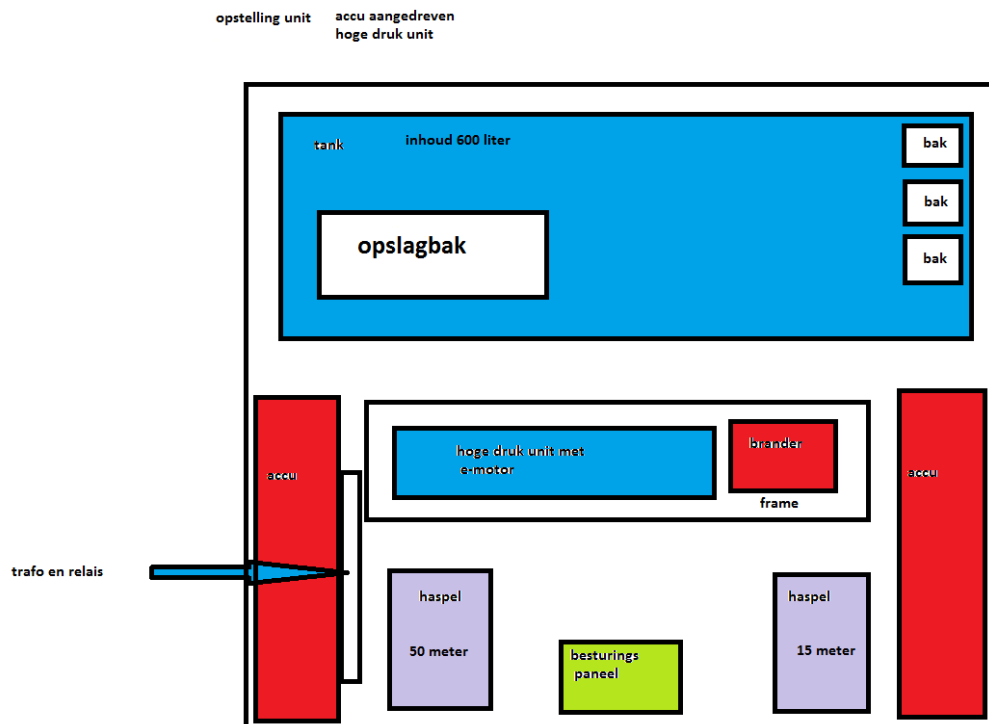 opstelling unit
accu aangedreven
hoge druk unit
tank
inhoud 600 liter
bak
bak
opslagbak
bak
hoge druk unit met
e-motor
brander
accu
accu
frame
trafo en relais
haspel
haspel
50 meter
15 meter
besturings
paneel